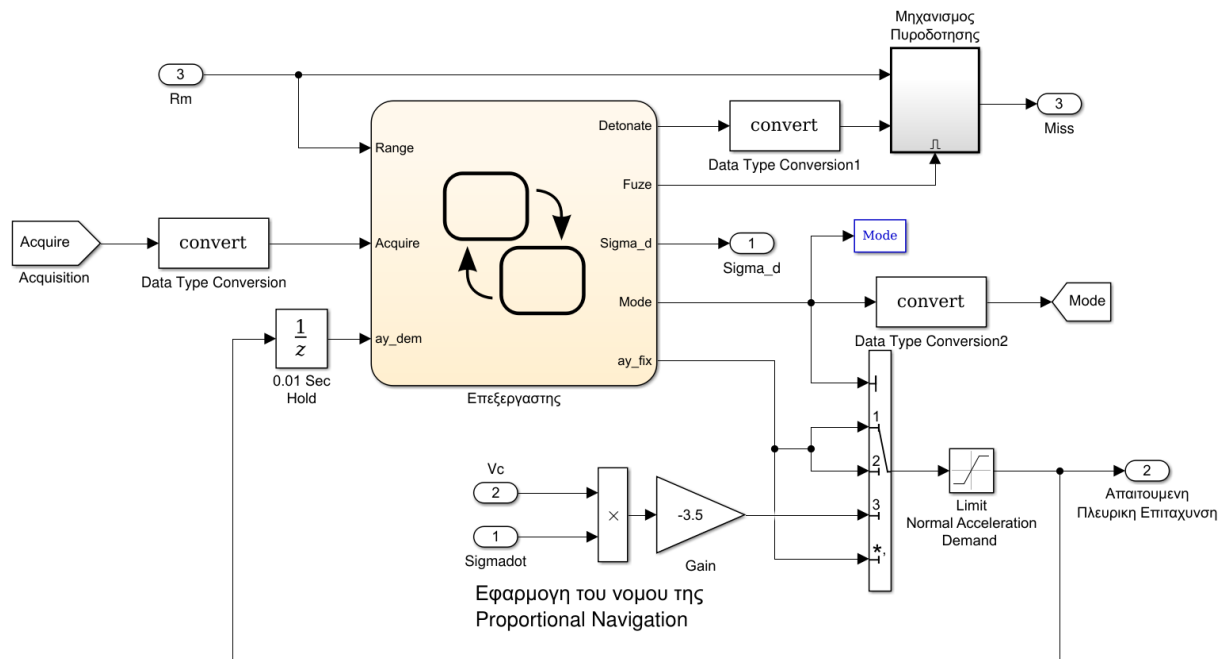 Μηχανισμος
Πυροδοτησης
3
Rm
3
Miss
Detonate
convert
Data Type Conversion1
Range
Fuze
Acquire
Acquisition
convert
Data Type Conversion
Acquire
Sigma_d
1
Sigma_d
Mode
Mode
convert
Data Type Conversion2
Mode
1
z
0.01 Sec
Hold
ay_dem
ay_fix
Επεξεργαστης
1
2
3
*,
Vc
2
1
Sigmadot
×
-3.5
Gain
Limit
Normal Acceleration
Demand
2
Απαιτουμενη
Πλευρικη Επιταχυνση
Εφαρμογη του νομου της
Proportional Navigation